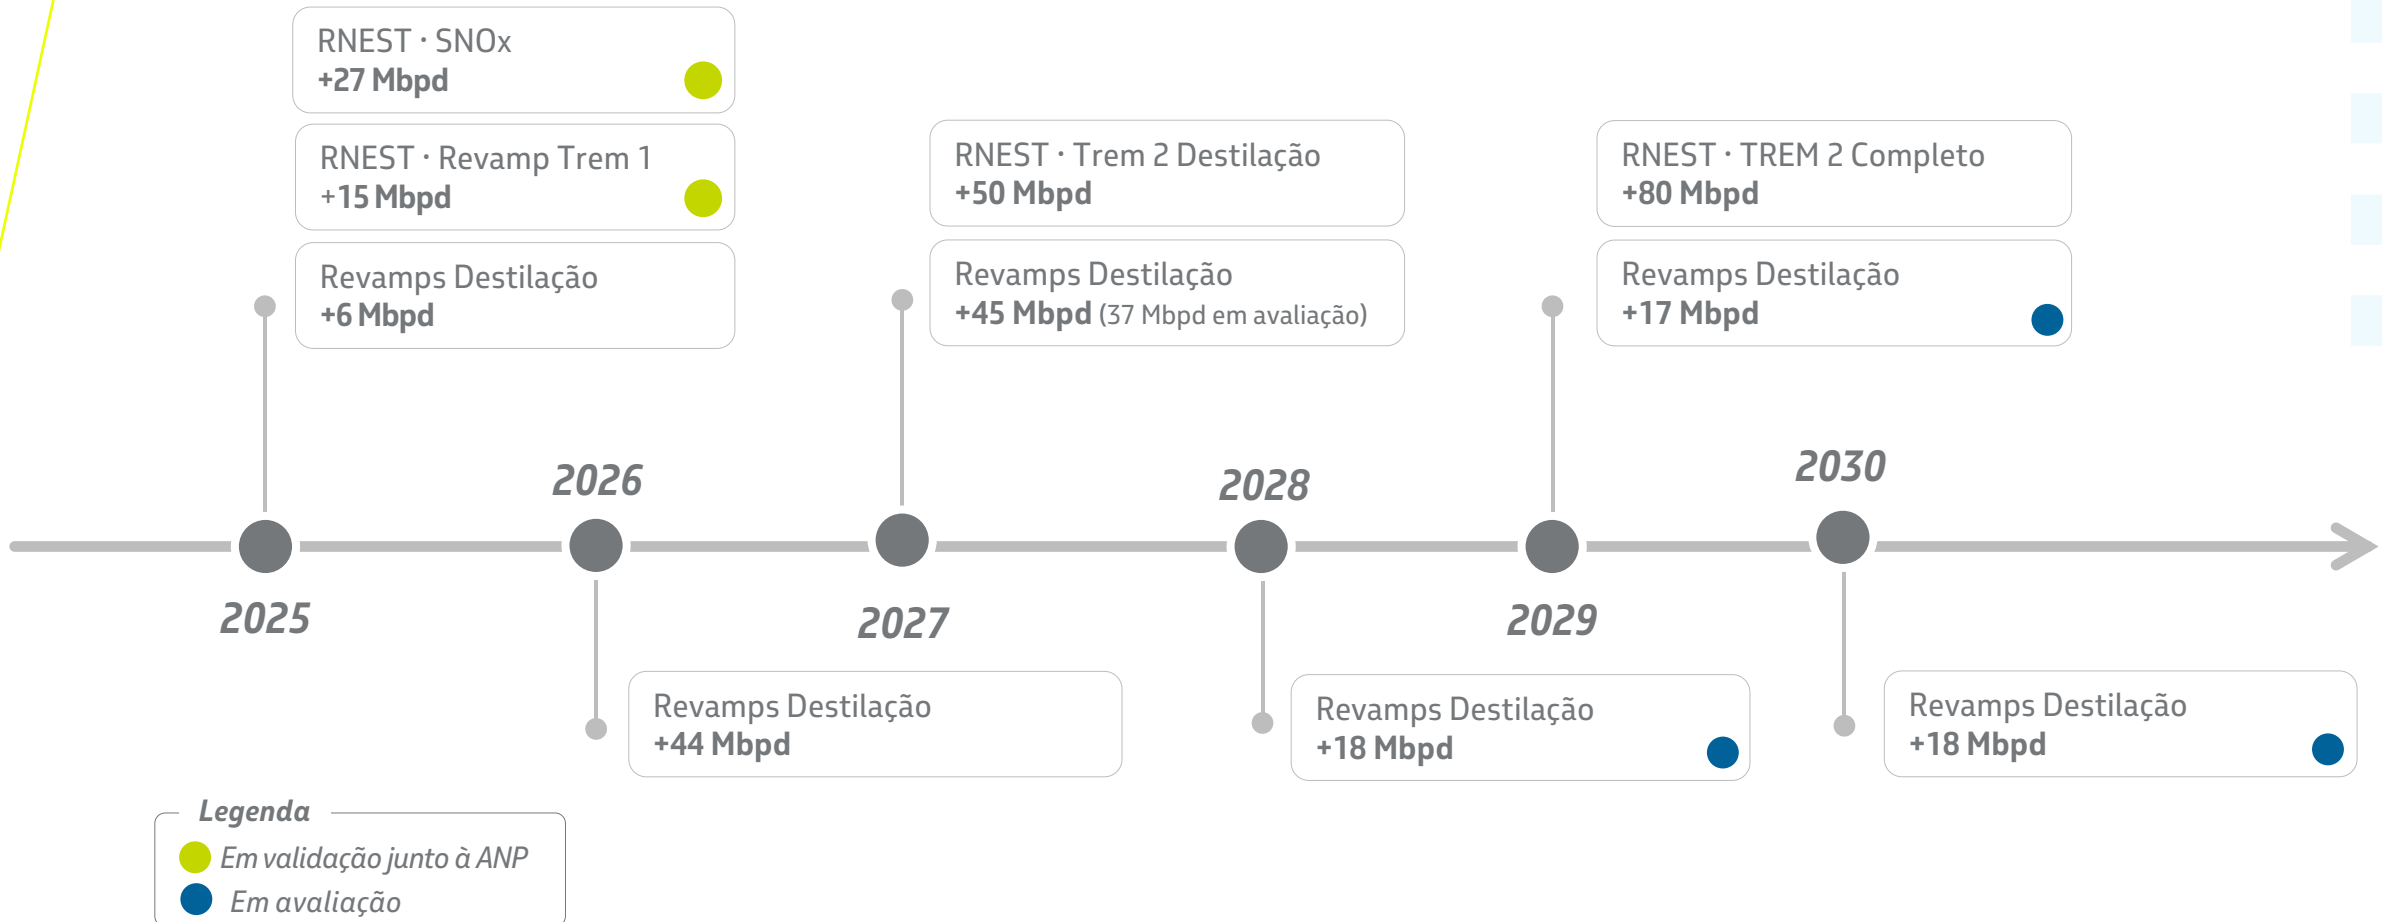 RNEST · SNOx
+27 Mbpd
RNEST · Revamp Trem 1
+15 Mbpd
Revamps Destilação
+6 Mbpd
RNEST · Trem 2 Destilação
+50 Mbpd
Revamps Destilação
+45 Mbpd (37 Mbpd em avaliação)
RNEST · TREM 2 Completo
+80 Mbpd
Revamps Destilação
+17 Mbpd
2025
2026
2027
2028
2029
2030
Revamps Destilação
+44 Mbpd
Revamps Destilação
+18 Mbpd
Revamps Destilação
+18 Mbpd
Legenda
Em validação junto à ANP
Em avaliação